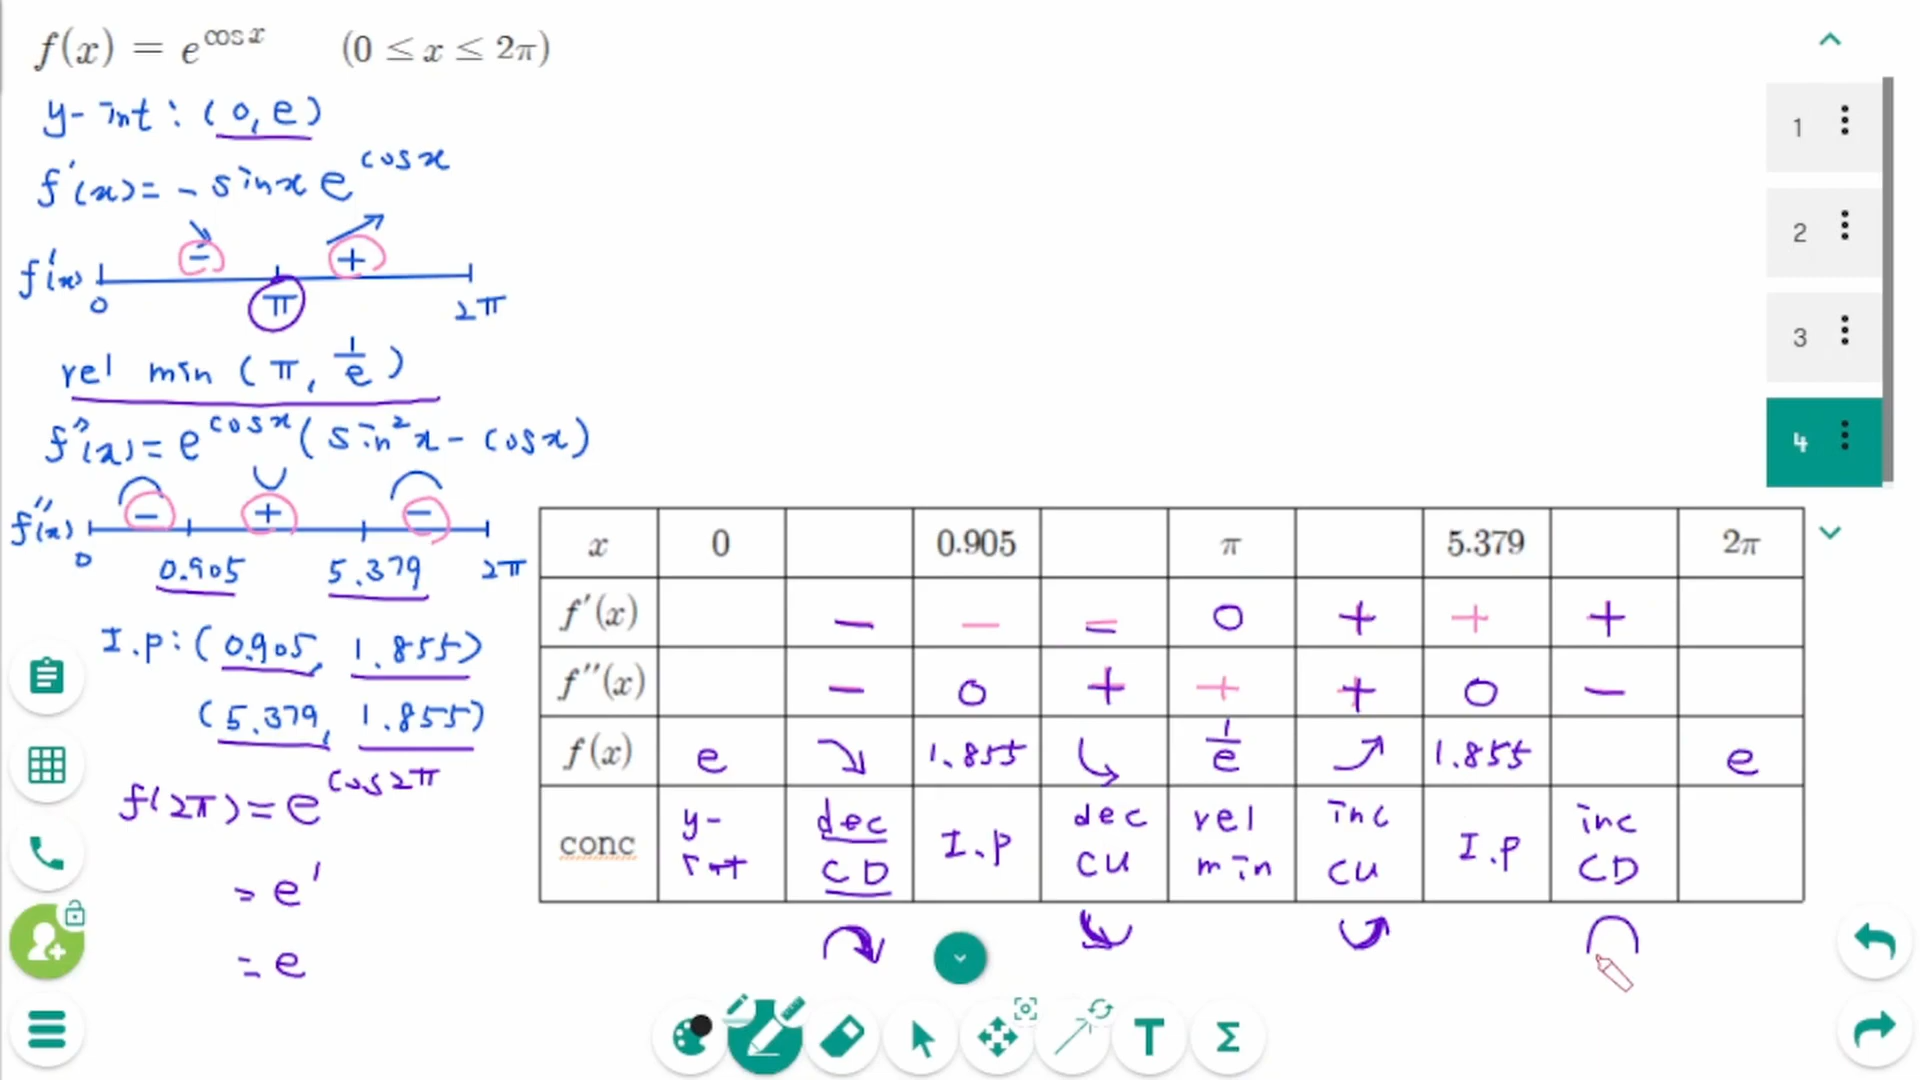 f(x) = e^{cos x} (0 ≤ x ≤ 2π)
y-int : (0, e)
f'(x) = - sinx e^{cosx}
- +
f'(x) 0 π 2π
rel min (π, 1/e)
f''(x) = e^{cosx} (sin²x - cosx)
- + -
f''(x) 0 0.905 5.379 2π
I.p : (0.905, 1.855)
(5.379, 1.855)
f(2π) = e^{cos2π}
= e^1
= e
x 0 0.905 π 5.379 2π
f'(x) - - = 0 + + +
f''(x) - 0 + + + 0 -
f(x) e 1.855 1/e 1.855 e
conc y-int dec CD I.p dec CU rel min inc CU I.p inc CD
1
2
3
4
T
Σ